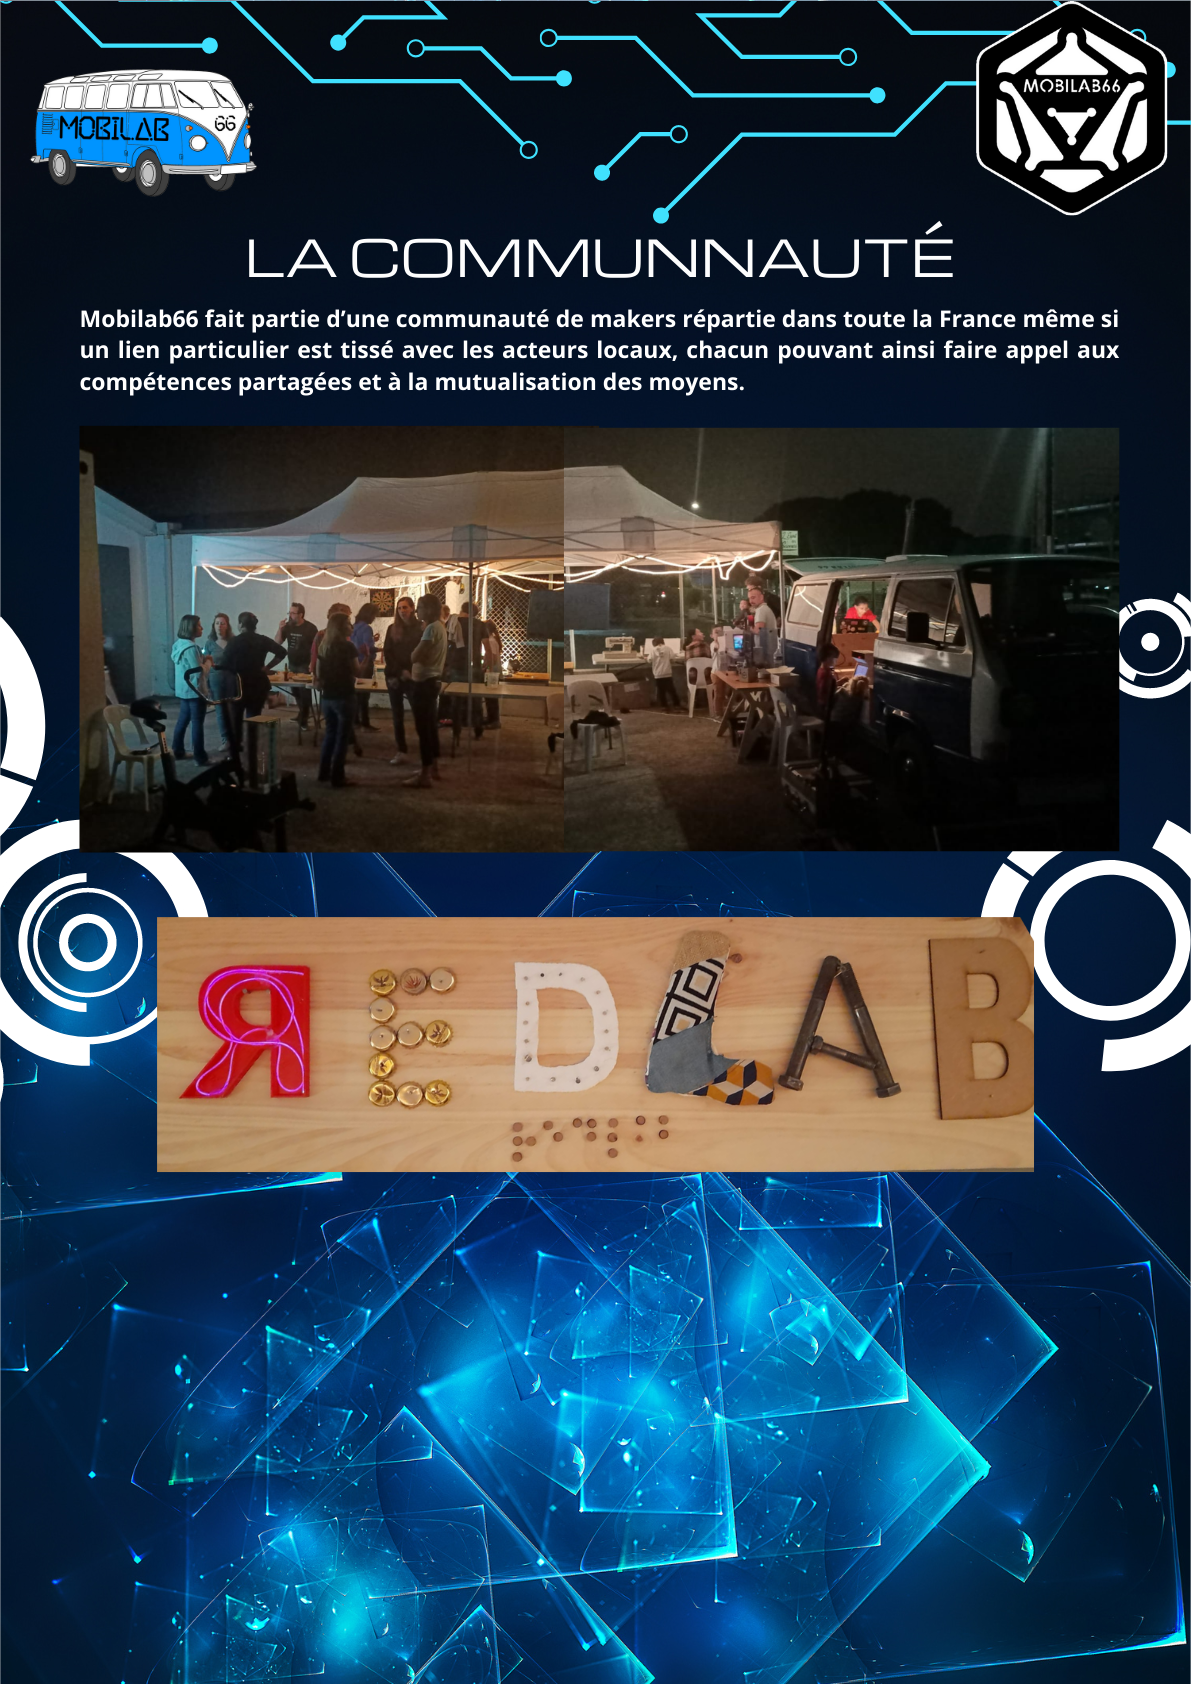 MOBILAB
66
MOBILAB66
LA COMMUNNAUTÉ
Mobilab66 fait partie d’une communauté de makers répartie dans toute la France même si
un lien particulier est tissé avec les acteurs locaux, chacun pouvant ainsi faire appel aux
compétences partagées et à la mutualisation des moyens.
ЯEDLAB